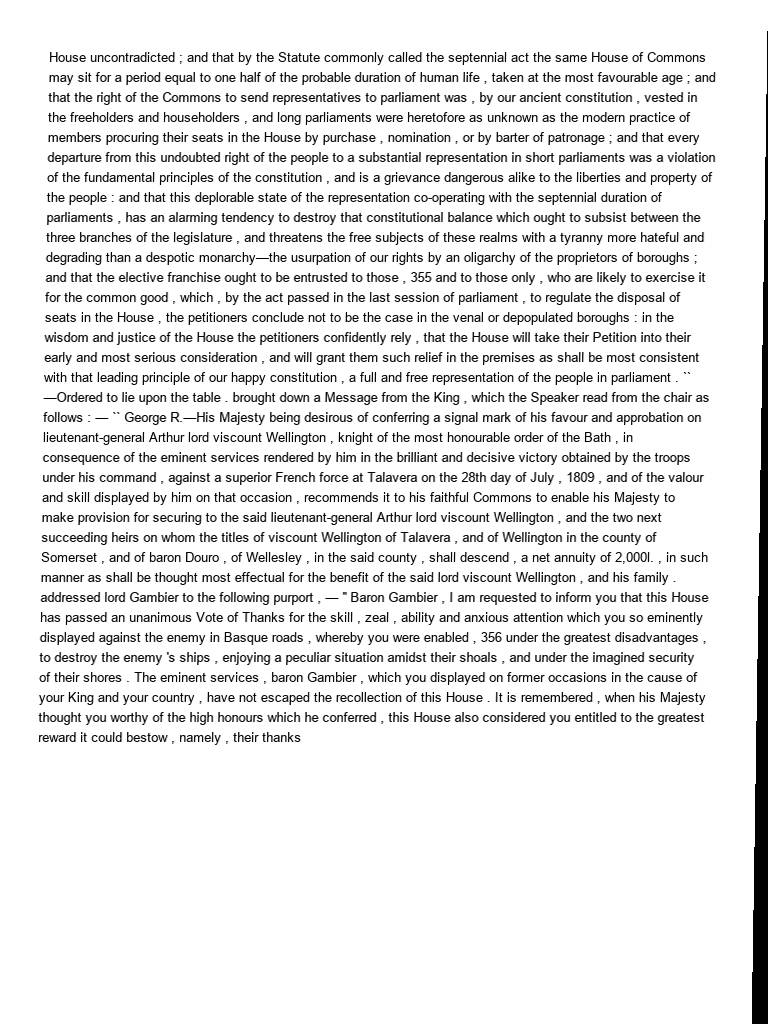 House uncontradicted ; and that by the Statute commonly called the septennial act the same House of Commons
may sit for a period equal to one half of the probable duration of human life , taken at the most favourable age ; and
that the right of the Commons to send representatives to parliament was , by our ancient constitution , vested in
the freeholders and householders , and long parliaments were heretofore as unknown as the modern practice of
members procuring their seats in the House by purchase , nomination , or by barter of patronage ; and that every
departure from this undoubted right of the people to a substantial representation in short parliaments was a violation
of the fundamental principles of the constitution , and is a grievance dangerous alike to the liberties and property of
the people : and that this deplorable state of the representation co-operating with the septennial duration of
parliaments , has an alarming tendency to destroy that constitutional balance which ought to subsist between the
three branches of the legislature , and threatens the free subjects of these realms with a tyranny more hateful and
degrading than a despotic monarchy—the usurpation of our rights by an oligarchy of the proprietors of boroughs ;
and that the elective franchise ought to be entrusted to those , 355 and to those only , who are likely to exercise it
for the common good , which , by the act passed in the last session of parliament , to regulate the disposal of
seats in the House , the petitioners conclude not to be the case in the venal or depopulated boroughs : in the
wisdom and justice of the House the petitioners confidently rely , that the House will take their Petition into their
early and most serious consideration , and will grant them such relief in the premises as shall be most consistent
with that leading principle of our happy constitution , a full and free representation of the people in parliament . ``
—Ordered to lie upon the table . brought down a Message from the King , which the Speaker read from the chair as
follows : — `` George R.—His Majesty being desirous of conferring a signal mark of his favour and approbation on
lieutenant-general Arthur lord viscount Wellington , knight of the most honourable order of the Bath , in
consequence of the eminent services rendered by him in the brilliant and decisive victory obtained by the troops
under his command , against a superior French force at Talavera on the 28th day of July , 1809 , and of the valour
and skill displayed by him on that occasion , recommends it to his faithful Commons to enable his Majesty to
make provision for securing to the said lieutenant-general Arthur lord viscount Wellington , and the two next
succeeding heirs on whom the titles of viscount Wellington of Talavera , and of Wellington in the county of
Somerset , and of baron Douro , of Wellesley , in the said county , shall descend , a net annuity of 2,000l. , in such
manner as shall be thought most effectual for the benefit of the said lord viscount Wellington , and his family .
addressed lord Gambier to the following purport , — " Baron Gambier , I am requested to inform you that this House
has passed an unanimous Vote of Thanks for the skill , zeal , ability and anxious attention which you so eminently
displayed against the enemy in Basque roads , whereby you were enabled , 356 under the greatest disadvantages ,
to destroy the enemy 's ships , enjoying a peculiar situation amidst their shoals , and under the imagined security
of their shores . The eminent services , baron Gambier , which you displayed on former occasions in the cause of
your King and your country , have not escaped the recollection of this House . It is remembered , when his Majesty
thought you worthy of the high honours which he conferred , this House also considered you entitled to the greatest
reward it could bestow , namely , their thanks